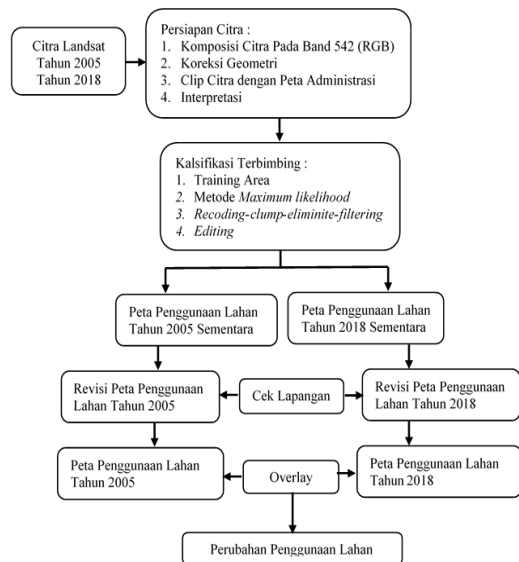 Citra Landsat
Tahun 2005
Tahun 2018
Persiapan Citra :
1. Komposisi Citra Pada Band 542 (RGB)
2. Koreksi Geometri
3. Clip Citra dengan Peta Administrasi
4. Interpretasi
Kalsifikasi Terbimbing :
1. Training Area
2. Metode Maximum likelihood
3. Recoding-clump-eliminite-filtering
4. Editing
Peta Penggunaan Lahan
Tahun 2005 Sementara
Peta Penggunaan Lahan
Tahun 2018 Sementara
Revisi Peta Penggunaan
Lahan Tahun 2005
Cek Lapangan
Revisi Peta Penggunaan
Lahan Tahun 2018
Peta Penggunaan Lahan
Tahun 2005
Overlay
Peta Penggunaan Lahan
Tahun 2018
Perubahan Penggunaan Lahan